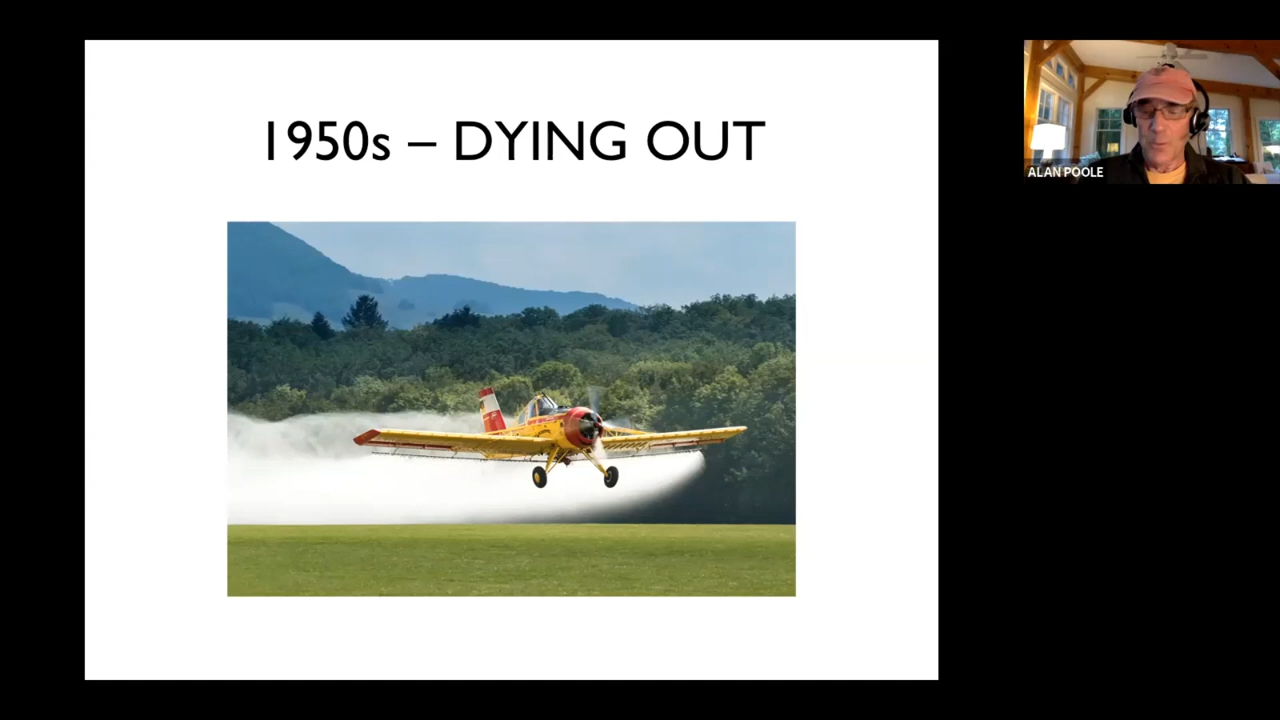 1950s – DYING OUT
ALAN POOLE